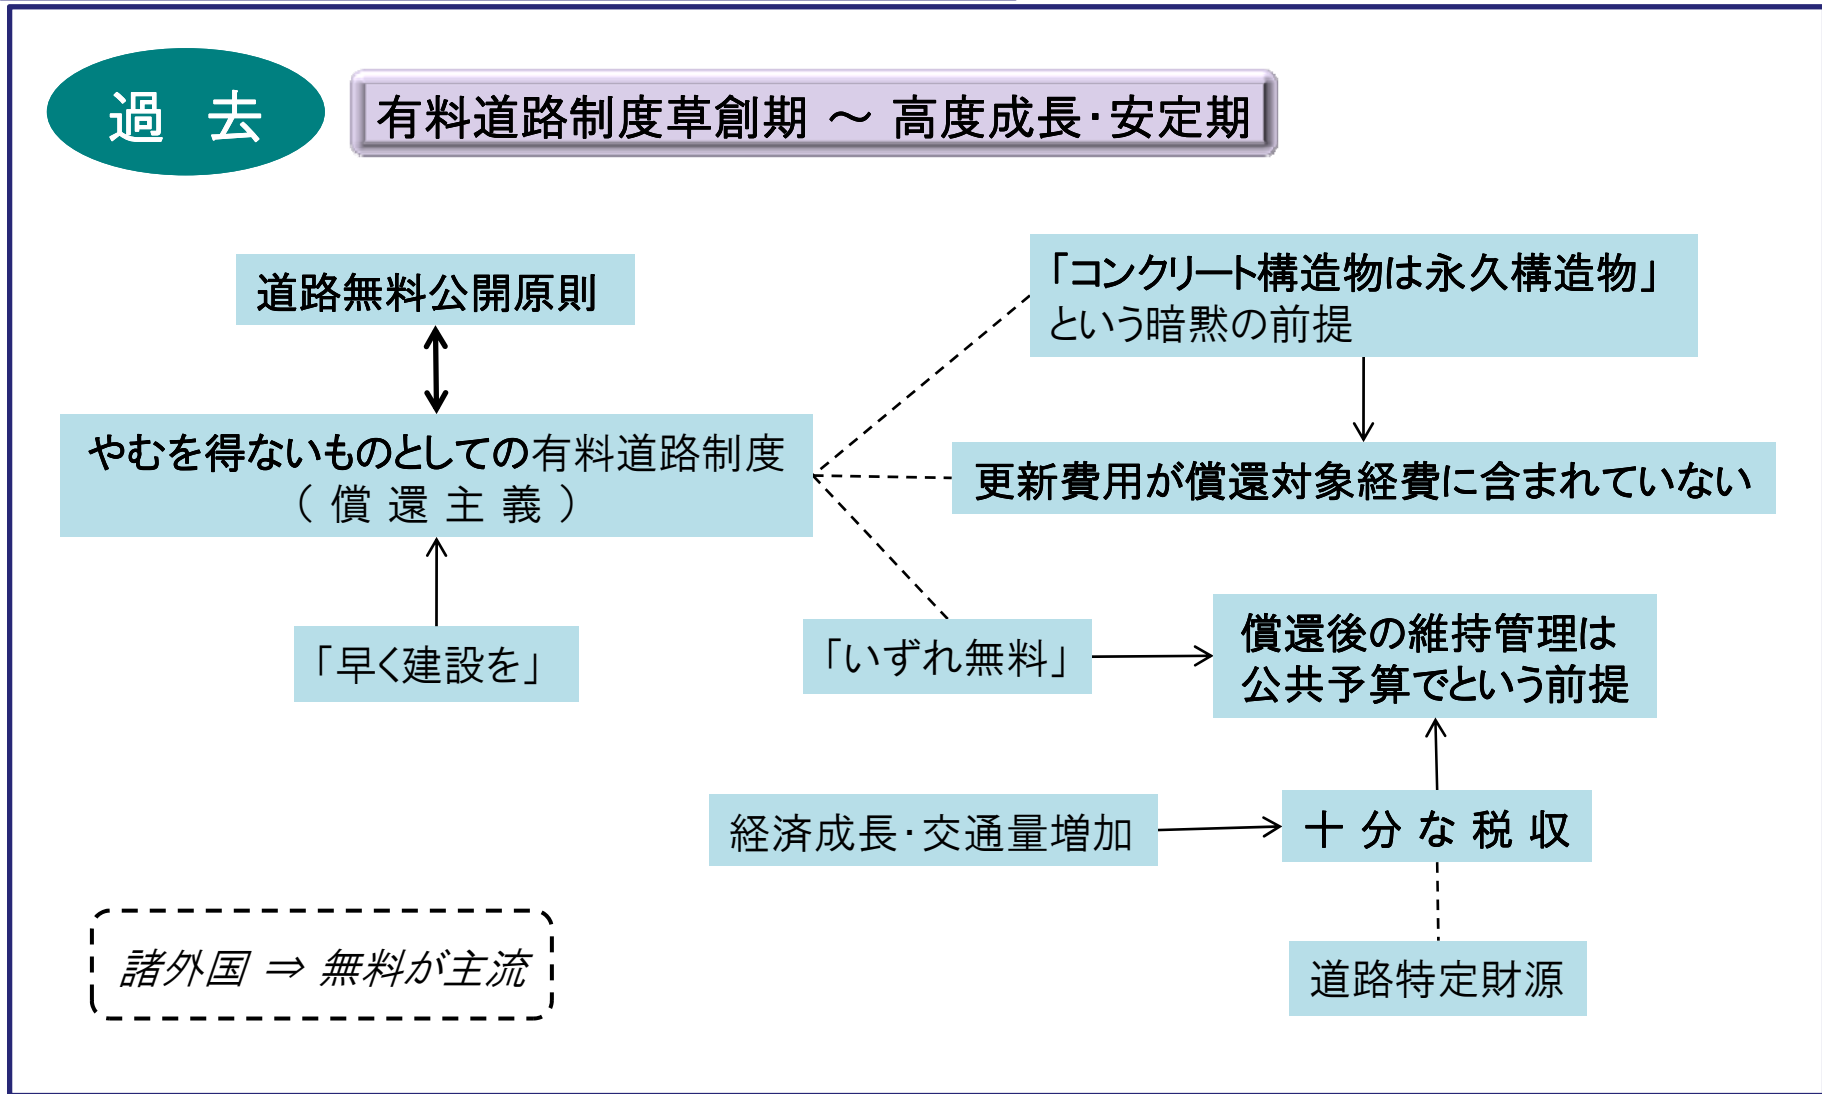 過 去
有料道路制度草創期 ～ 高度成長･安定期
道路無料公開原則
やむを得ないものとしての有料道路制度
（ 償 還 主 義 ）
「早く建設を」
「コンクリート構造物は永久構造物」
という暗黙の前提
更新費用が償還対象経費に含まれていない
「いずれ無料」
償還後の維持管理は
公共予算でという前提
経済成長･交通量増加
十 分 な 税 収
道路特定財源
諸外国 ⇒ 無料が主流